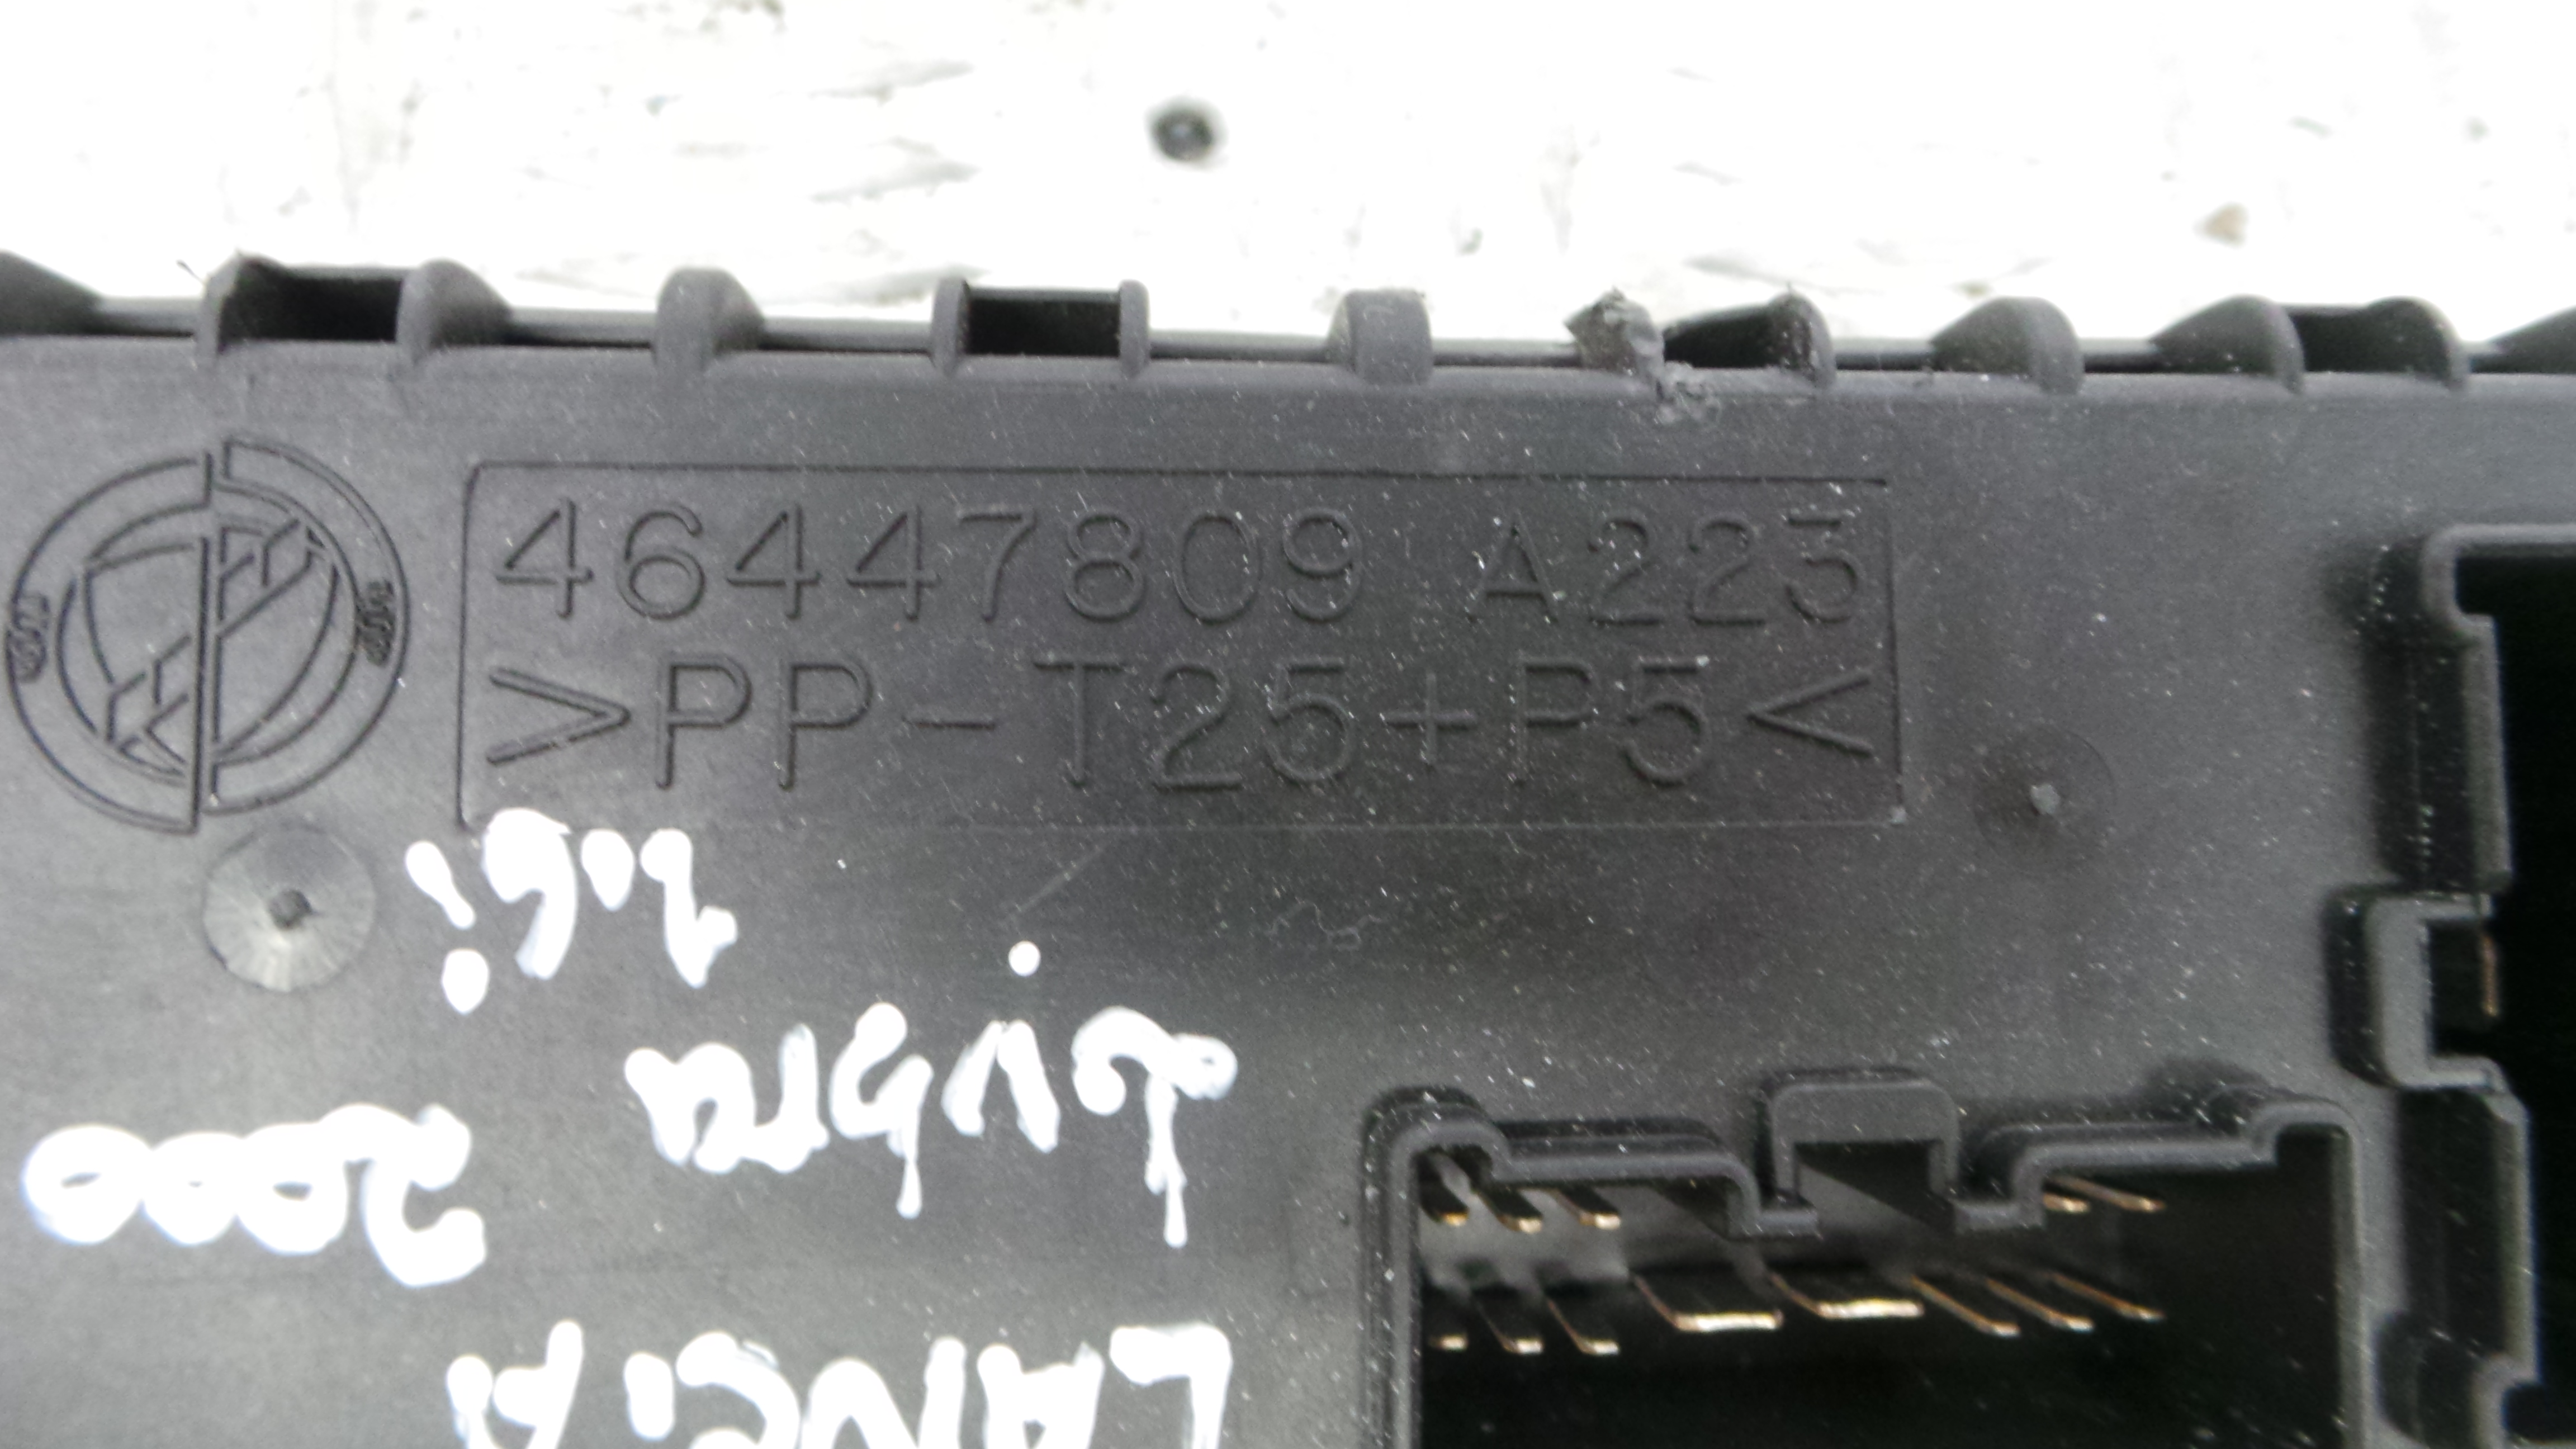 46447809 A223
>PP-T25+P5<
LANCIA
Lybra 1.6i
2000